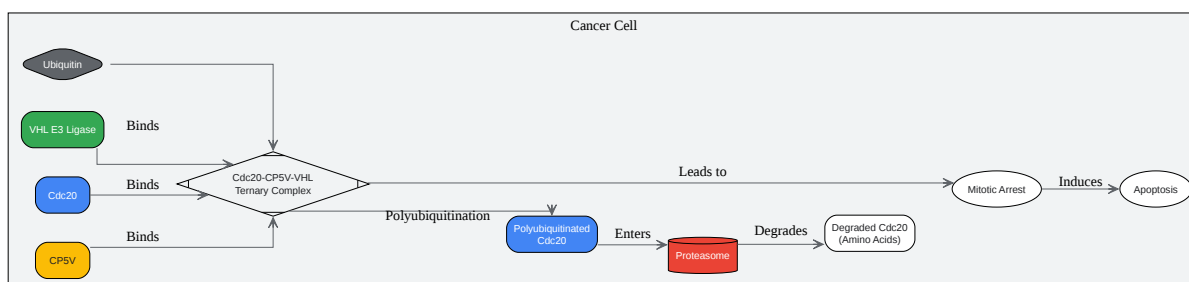 Cancer Cell
Ubiquitin
VHL E3 Ligase
Binds
Cdc20
Binds
CP5V
Binds
Cdc20-CP5V-VHL
Ternary Complex
Leads to
Mitotic Arrest
Induces
Apoptosis
Polyubiquitination
Polyubiquitinated
Cdc20
Enters
Proteasome
Degrades
Degraded Cdc20
(Amino Acids)